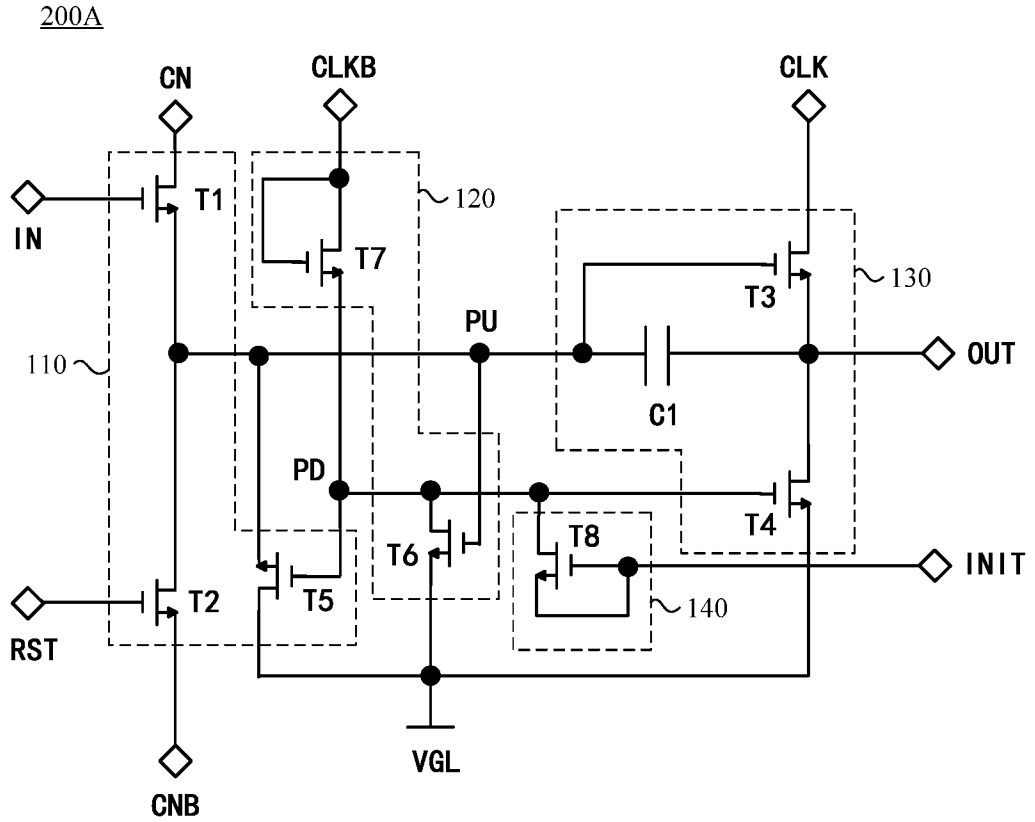 200A
CN
CLKB
CLK
T1
120
IN
T7
T3
130
PU
110
OUT
C1
PD
T8
T4
T6
INIT
T5
T2
140
RST
VGL
CNB